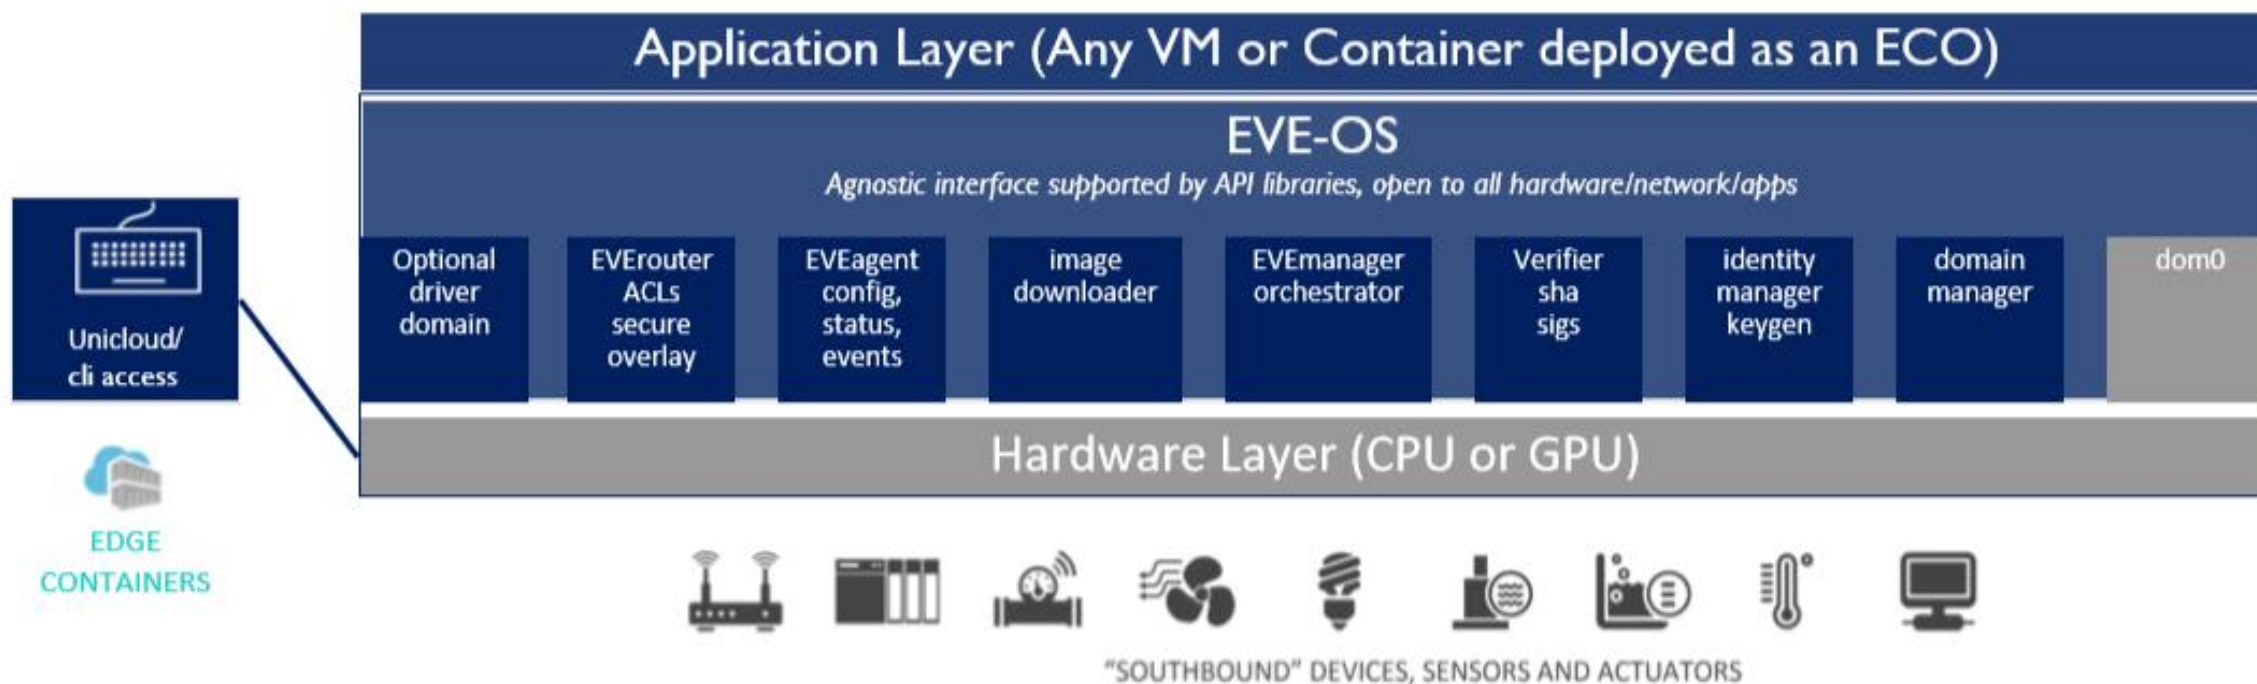 Application Layer (Any VM or Container deployed as an ECO)
EVE-OS
Agnostic interface supported by API libraries, open to all hardware/network/apps
Unicloud/
cli access
EDGE
CONTAINERS
Optional
driver
domain
EVErouter
ACLs
secure
overlay
EVEagent
config,
status,
events
image
downloader
EVEmanager
orchestrator
Verifier
sha
sigs
identity
manager
keygen
domain
manager
dom0
Hardware Layer (CPU or GPU)
"SOUTHBOUND" DEVICES, SENSORS AND ACTUATORS